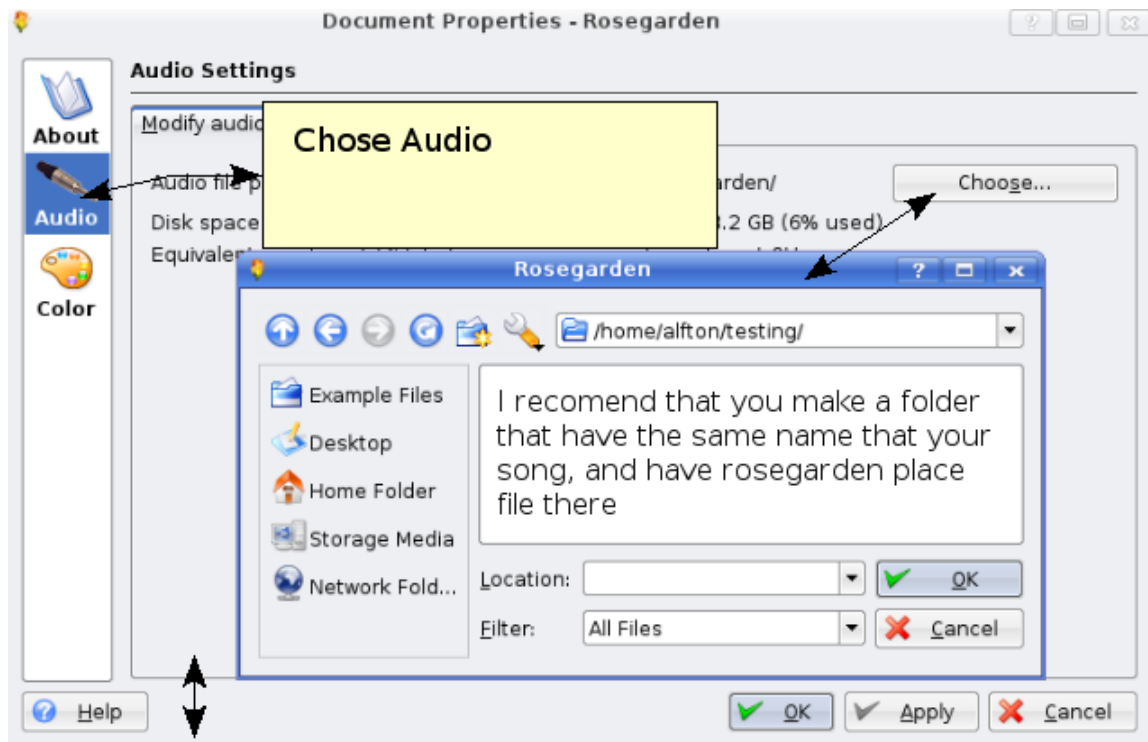 Document Properties - Rosegarden
Audio Settings
About
Audio
Color
Modify audio
Chose Audio
Audio file p
arden/
Choose...
Disk space
.2 GB (6% used)
Rosegarden
/home/alfton/testing/
Example Files
Desktop
Home Folder
Storage Media
Network Fold...
I recomend that you make a folder
that have the same name that your
song, and have rosegarden place
file there
Location:
OK
Filter:
All Files
Cancel
Help
OK
Apply
Cancel